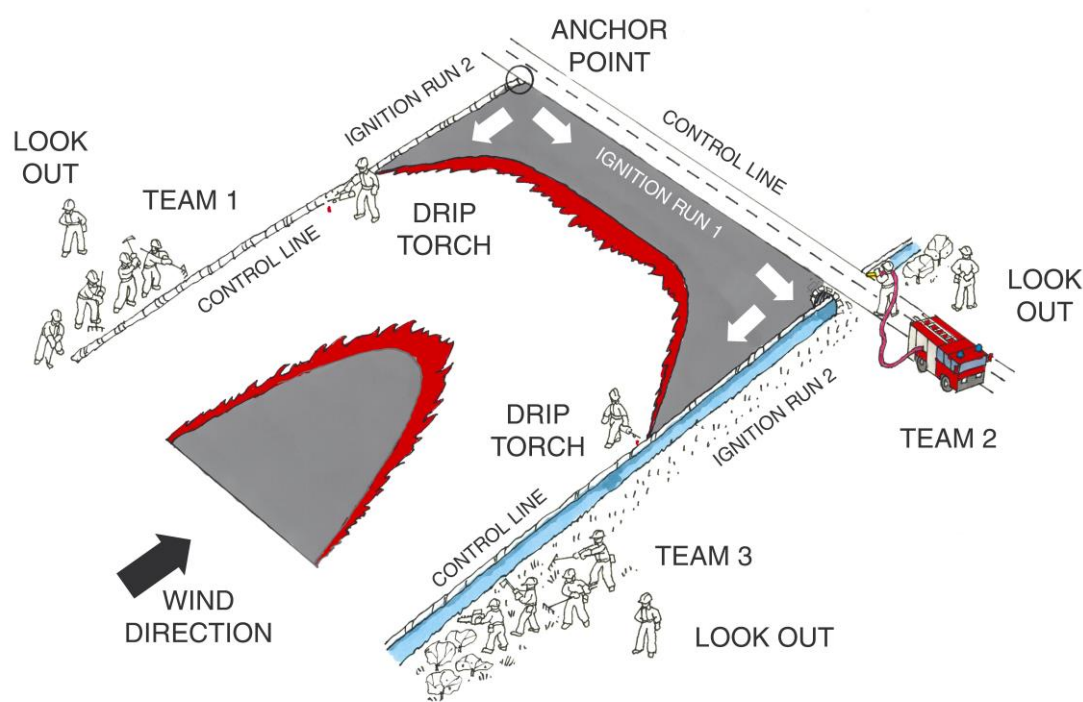 ANCHOR
POINT
IGNITION RUN 2
CONTROL LINE
LOOK
OUT
TEAM 1
IGNITION RUN 1
DRIP
TORCH
CONTROL LINE
LOOK
OUT
DRIP
TORCH
IGNITION RUN 2
TEAM 2
CONTROL LINE
TEAM 3
WIND
DIRECTION
LOOK OUT